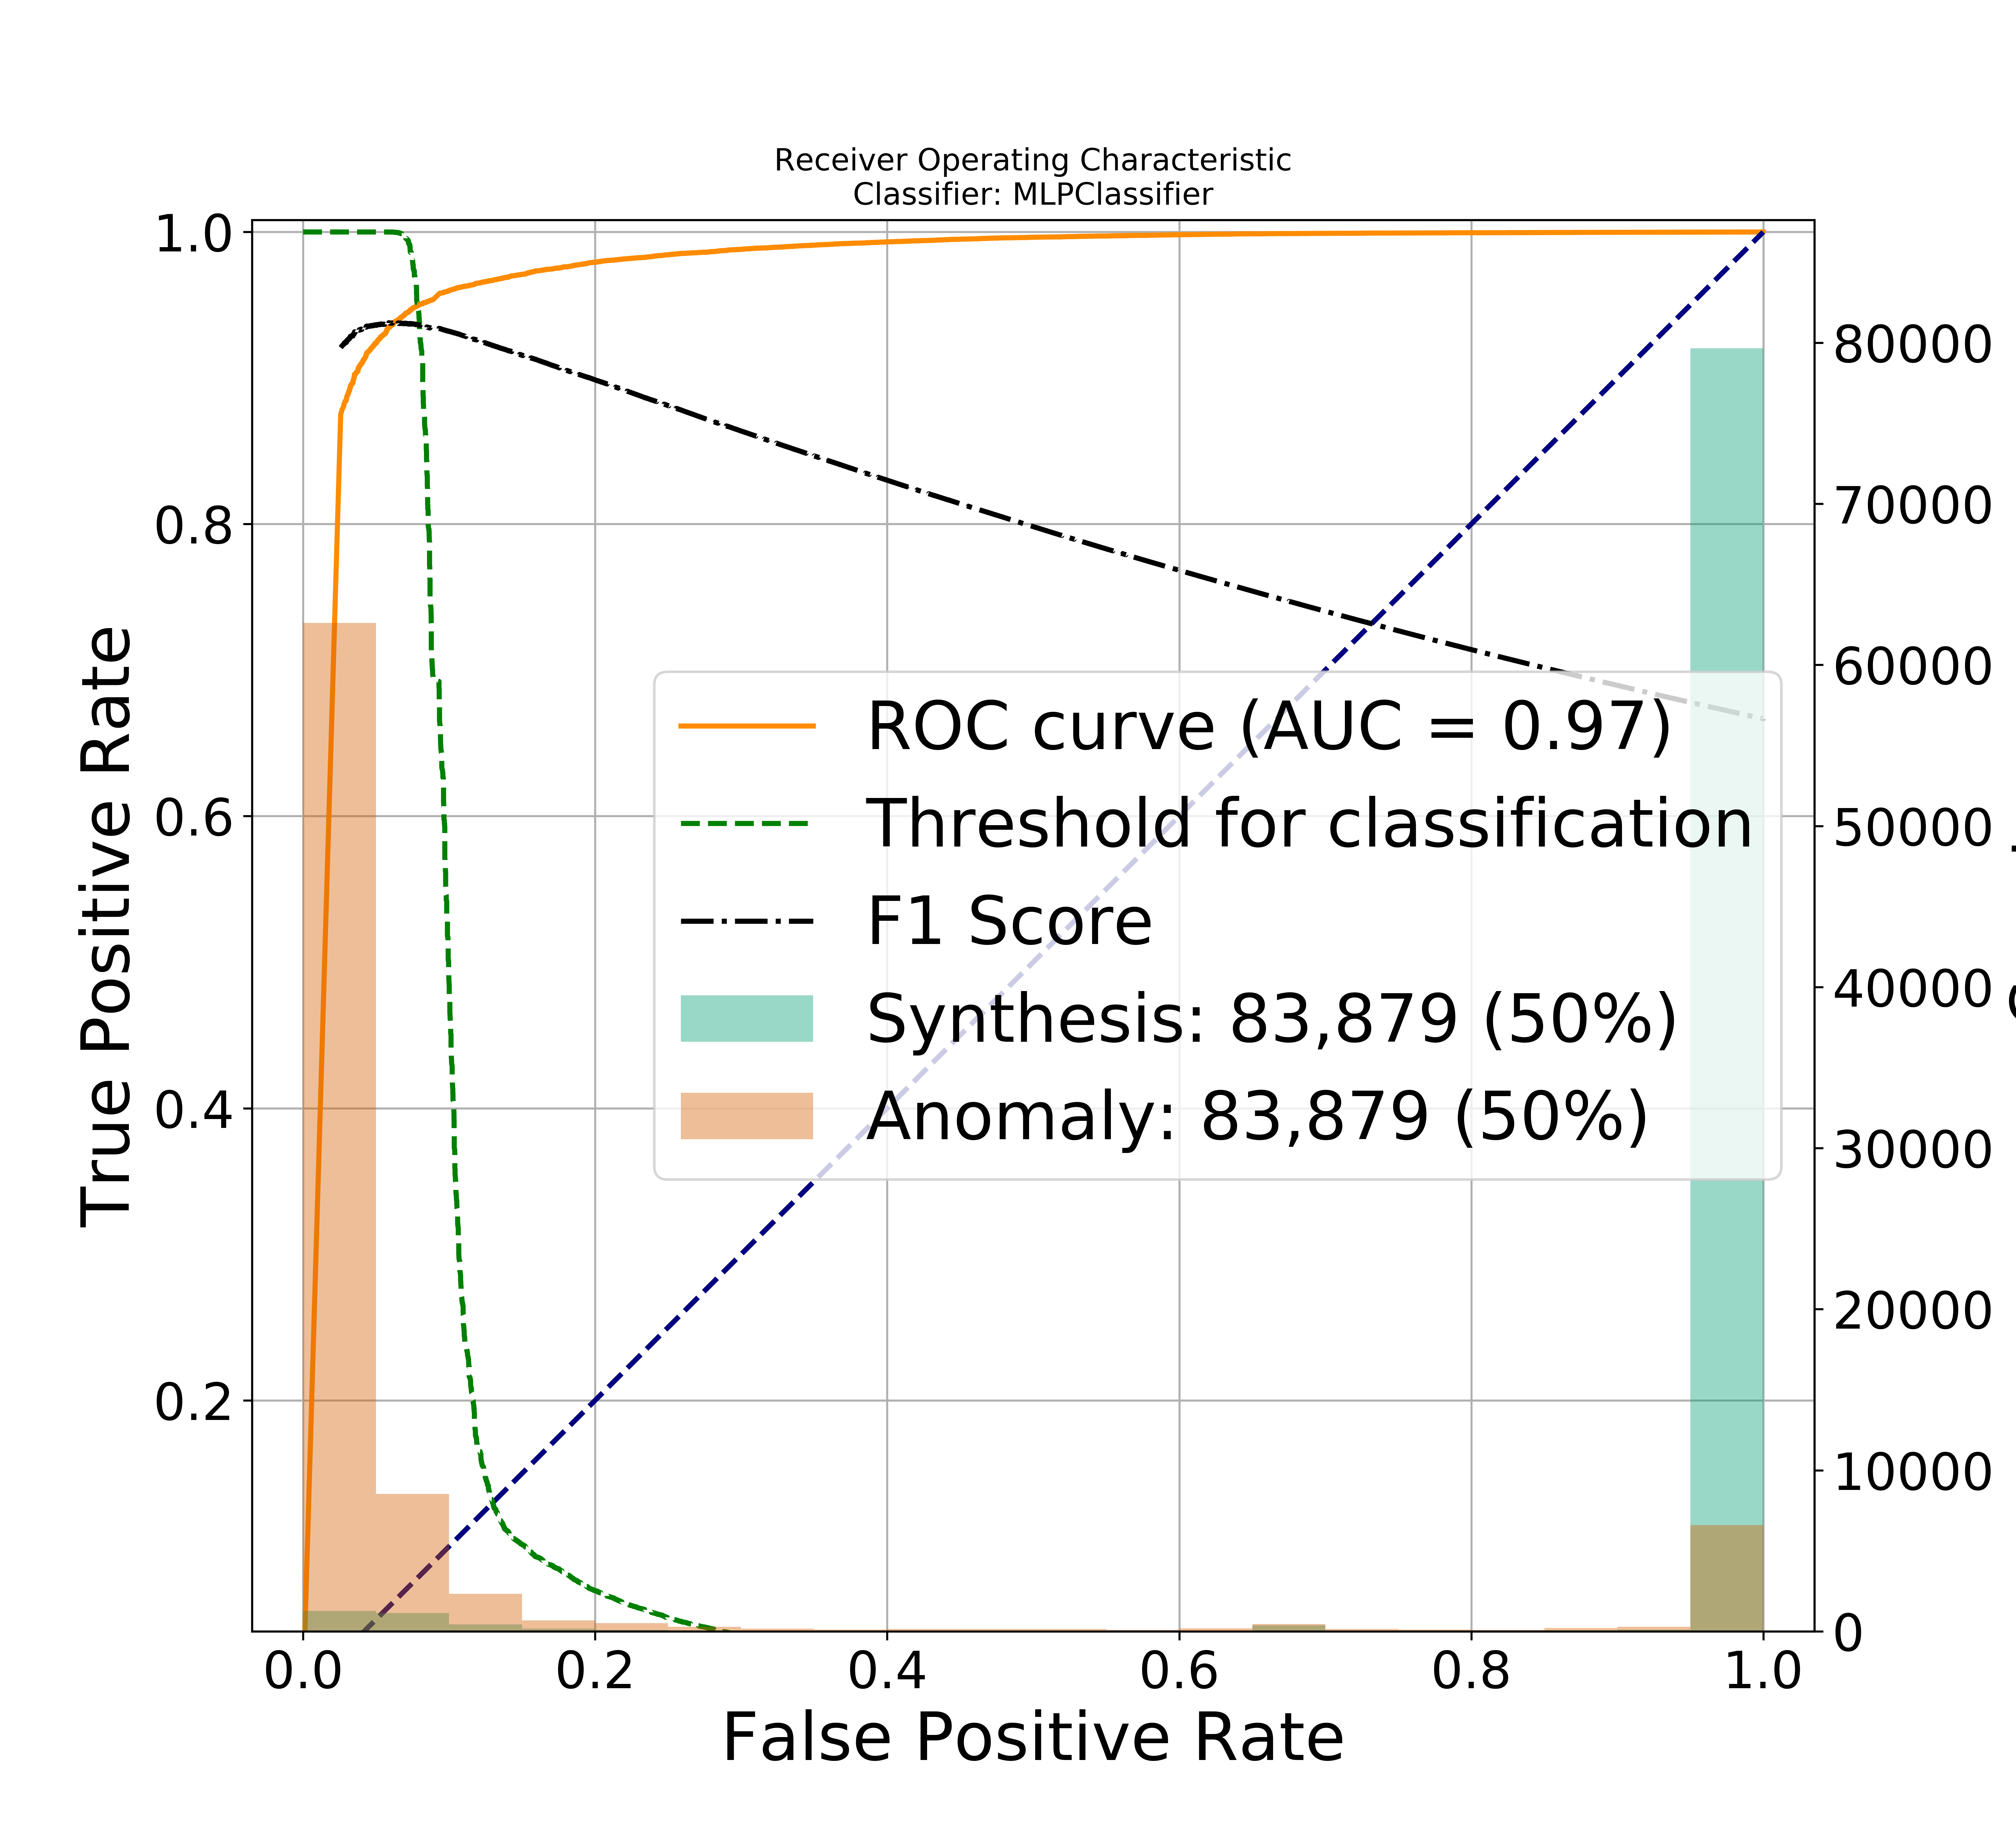 Receiver Operating Characteristic
Classifier: MLPClassifier
1.0
0.8
0.6
0.4
0.2
True Positive Rate
80000
70000
60000
50000
40000
30000
20000
10000
0
ROC curve (AUC = 0.97)
Threshold for classification
F1 Score
Synthesis: 83,879 (50%)
Anomaly: 83,879 (50%)
0.0 0.2 0.4 0.6 0.8 1.0
False Positive Rate